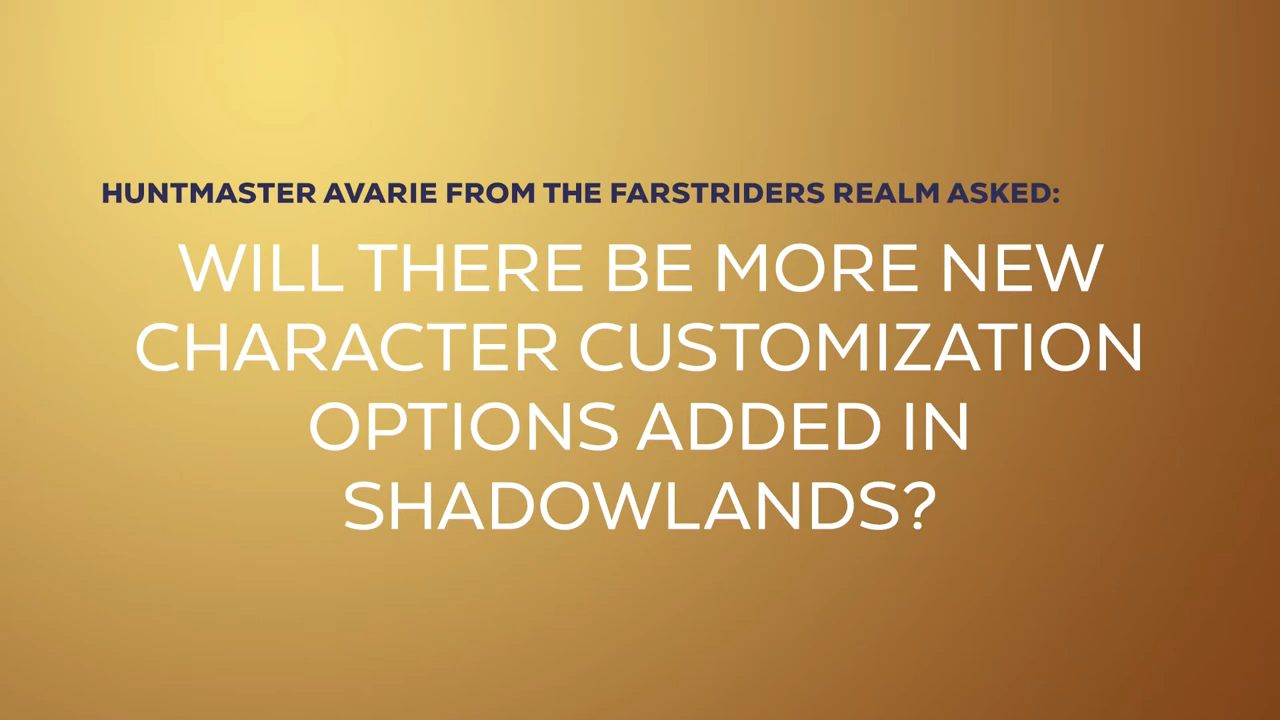 HUNTMASTER AVARIE FROM THE FARSTRIDERS REALM ASKED:
WILL THERE BE MORE NEW
CHARACTER CUSTOMIZATION
OPTIONS ADDED IN
SHADOWLANDS?